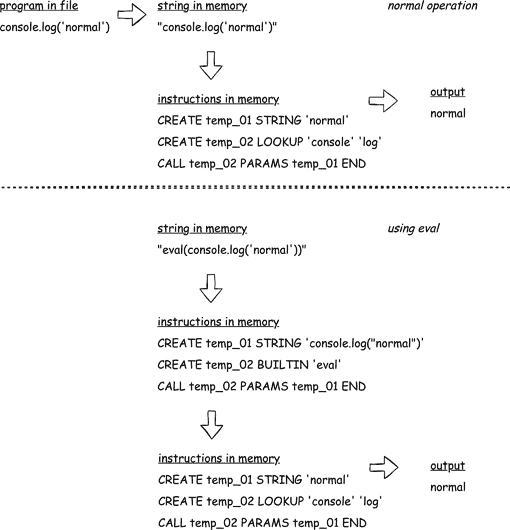 program in file
console.log('normal')
string in memory
"console.log('normal')"
normal operation
instructions in memory
CREATE temp_01 STRING 'normal'
CREATE temp_02 LOOKUP 'console' 'log'
CALL temp_02 PARAMS temp_01 END
output
normal
string in memory
"eval(console.log('normal'))"
using eval
instructions in memory
CREATE temp_01 STRING 'console.log("normal")'
CREATE temp_02 BUILTIN 'eval'
CALL temp_02 PARAMS temp_01 END
instructions in memory
CREATE temp_01 STRING 'normal'
CREATE temp_02 LOOKUP 'console' 'log'
CALL temp_02 PARAMS temp_01 END
output
normal